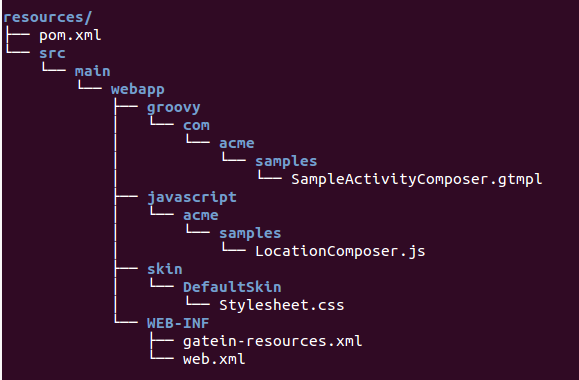 resources/
├── pom.xml
└── src
    └── main
        └── webapp
            ├── groovy
            │   └── com
            │       └── acme
            │           └── samples
            │               └── SampleActivityComposer.gtmpl
            ├── javascript
            │   └── acme
            │       └── samples
            │           └── LocationComposer.js
            ├── skin
            │   └── DefaultSkin
            │       └── Stylesheet.css
            └── WEB-INF
                ├── gatein-resources.xml
                └── web.xml